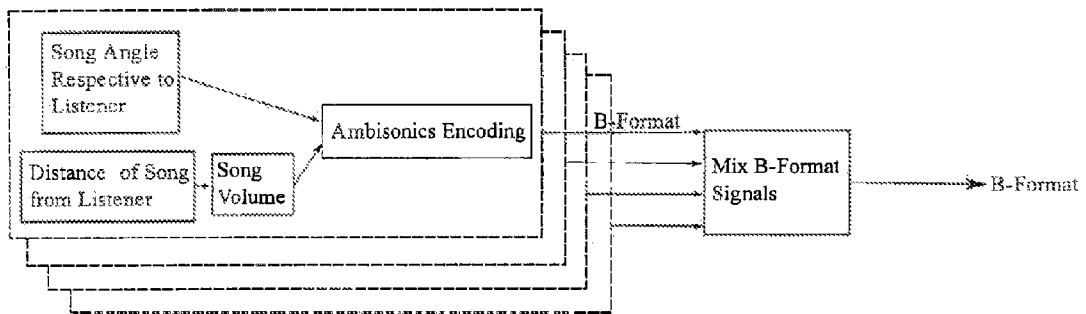 Song Angle
Respective to
Listener
Ambisonics Encoding
Distance of Song
from Listener
Song
Volume
B-Format
Mix B-Format
Signals
B-Format